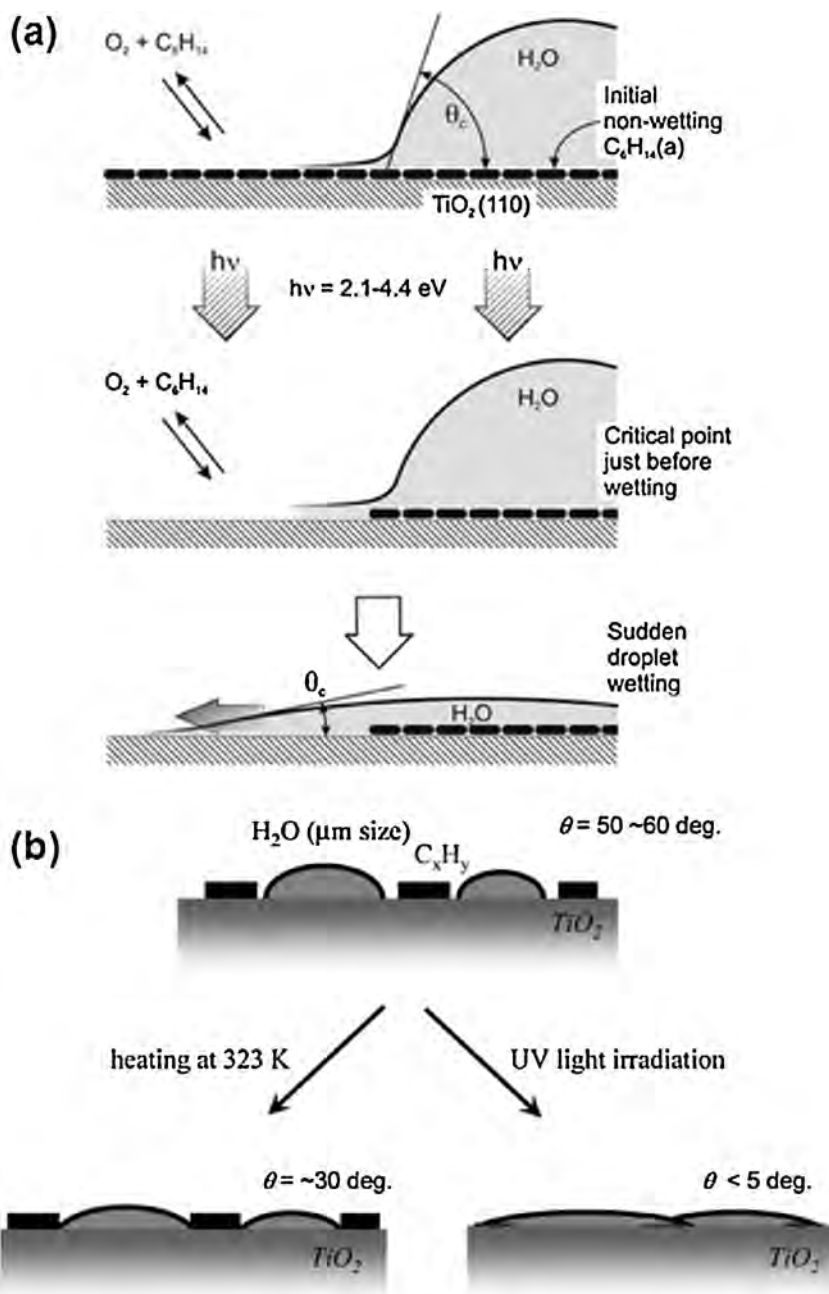 (a)
O₂ + C₆H₁₄
H₂O
θc
Initial
non-wetting
C₆H₁₄(a)
TiO₂(110)
hν
hν = 2.1-4.4 eV
hν
O₂ + C₆H₁₄
H₂O
Critical point
just before
wetting
Sudden
droplet
wetting
θc
H₂O
(b)
H₂O (μm size)
θ = 50 ~60 deg.
CₓHᵧ
TiO₂
heating at 323 K
UV light irradiation
θ = ~30 deg.
θ < 5 deg.
TiO₂
TiO₂